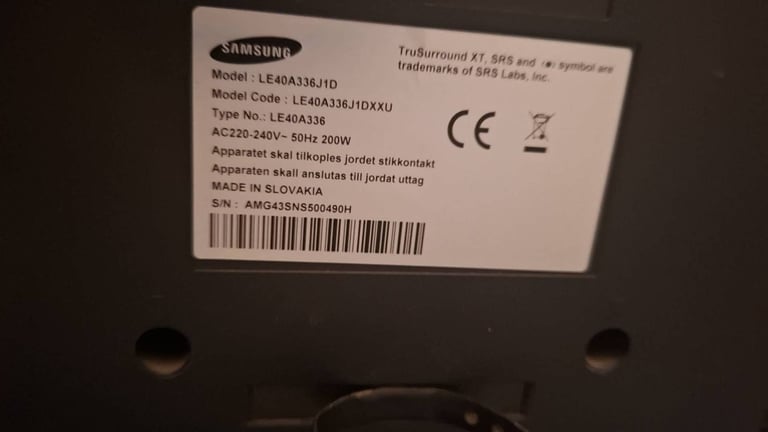 SAMSUNG
Model : LE40A336J1D
Model Code : LE40A336J1DXXU
Type No.: LE40A336
AC220-240V~ 50Hz 200W
Apparatet skal tilkoples jordet stikkontakt
Apparaten skall anslutas till jordat uttag
MADE IN SLOVAKIA
S/N : AMG43SNS500490H
TruSurround XT, SRS and (●) symbol are
trademarks of SRS Labs, Inc.
CE